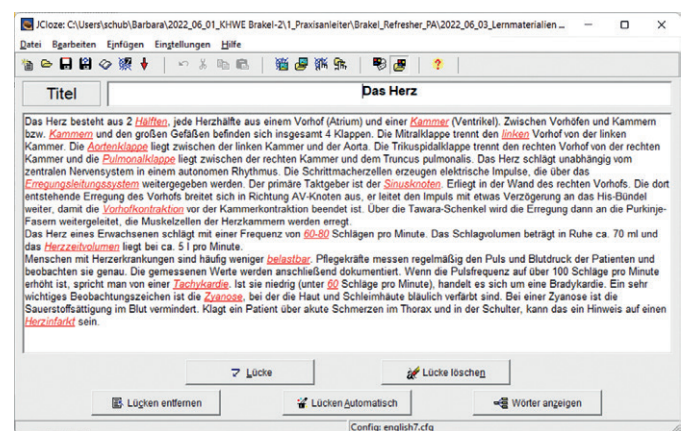 JCloze: C:\Users\schub\Barbara\2022_06_01_KHWE Brakel-2\1_Praxisanleiter\Brakel_Refresher_PA\2022_06_03_Lernmaterialien ...
Datei Bearbeiten Einfügen Einstellungen Hilfe
Titel Das Herz
Das Herz besteht aus 2 Hälften, jede Herzhälfte aus einem Vorhof (Atrium) und einer Kammer (Ventrikel). Zwischen Vorhöfen und Kammern
bzw. Kammern und den großen Gefäßen befinden sich insgesamt 4 Klappen. Die Mitralklappe trennt den linken Vorhof von der linken
Kammer. Die Aortenklappe liegt zwischen der linken Kammer und der Aorta. Die Trikuspidalklappe trennt den rechten Vorhof von der rechten
Kammer und die Pulmonalklappe liegt zwischen der rechten Kammer und dem Truncus pulmonalis. Das Herz schlägt unabhängig vom
zentralen Nervensystem in einem autonomen Rhythmus. Die Schrittmacherzellen erzeugen elektrische Impulse, die über das
Erregungsleitungssystem weitergegeben werden. Der primäre Taktgeber ist der Sinusknoten. Erliegt in der Wand des rechten Vorhofs. Die dort
entstehende Erregung des Vorhofs breitet sich in Richtung AV-Knoten aus, er leitet den Impuls mit etwas Verzögerung an das His-Bündel
weiter, damit die Vorhofkontraktion vor der Kammerkontraktion beendet ist. Über die Tawara-Schenkel wird die Erregung dann an die Purkinje-
Fasern weitergeleitet, die Muskelzellen der Herzkammern werden erregt.
Das Herz eines Erwachsenen schlägt mit einer Frequenz von 60-80 Schlägen pro Minute. Das Schlagvolumen beträgt in Ruhe ca. 70 ml und
das Herzzeitvolumen liegt bei ca. 5 l pro Minute.
Menschen mit Herzerkrankungen sind häufig weniger belastbar. Pflegekräfte messen regelmäßig den Puls und Blutdruck der Patienten und
beobachten sie genau. Die gemessenen Werte werden anschließend dokumentiert. Wenn die Pulsfrequenz auf über 100 Schläge pro Minute
erhöht ist, spricht man von einer Tachykardie. Ist sie niedrig (unter 60 Schläge pro Minute), handelt es sich um eine Bradykardie. Ein sehr
wichtiges Beobachtungszeichen ist die Zyanose, bei der die Haut und Schleimhäute bläulich verfärbt sind. Bei einer Zyanose ist die
Sauerstoffsättigung im Blut vermindert. Klagt ein Patient über akute Schmerzen im Thorax und in der Schulter, kann das ein Hinweis auf einen
Herzinfarkt sein.
Lücke Lücke löschen
Lücken entfernen Lücken Automatisch Wörter anzeigen
Config: english7.cfg